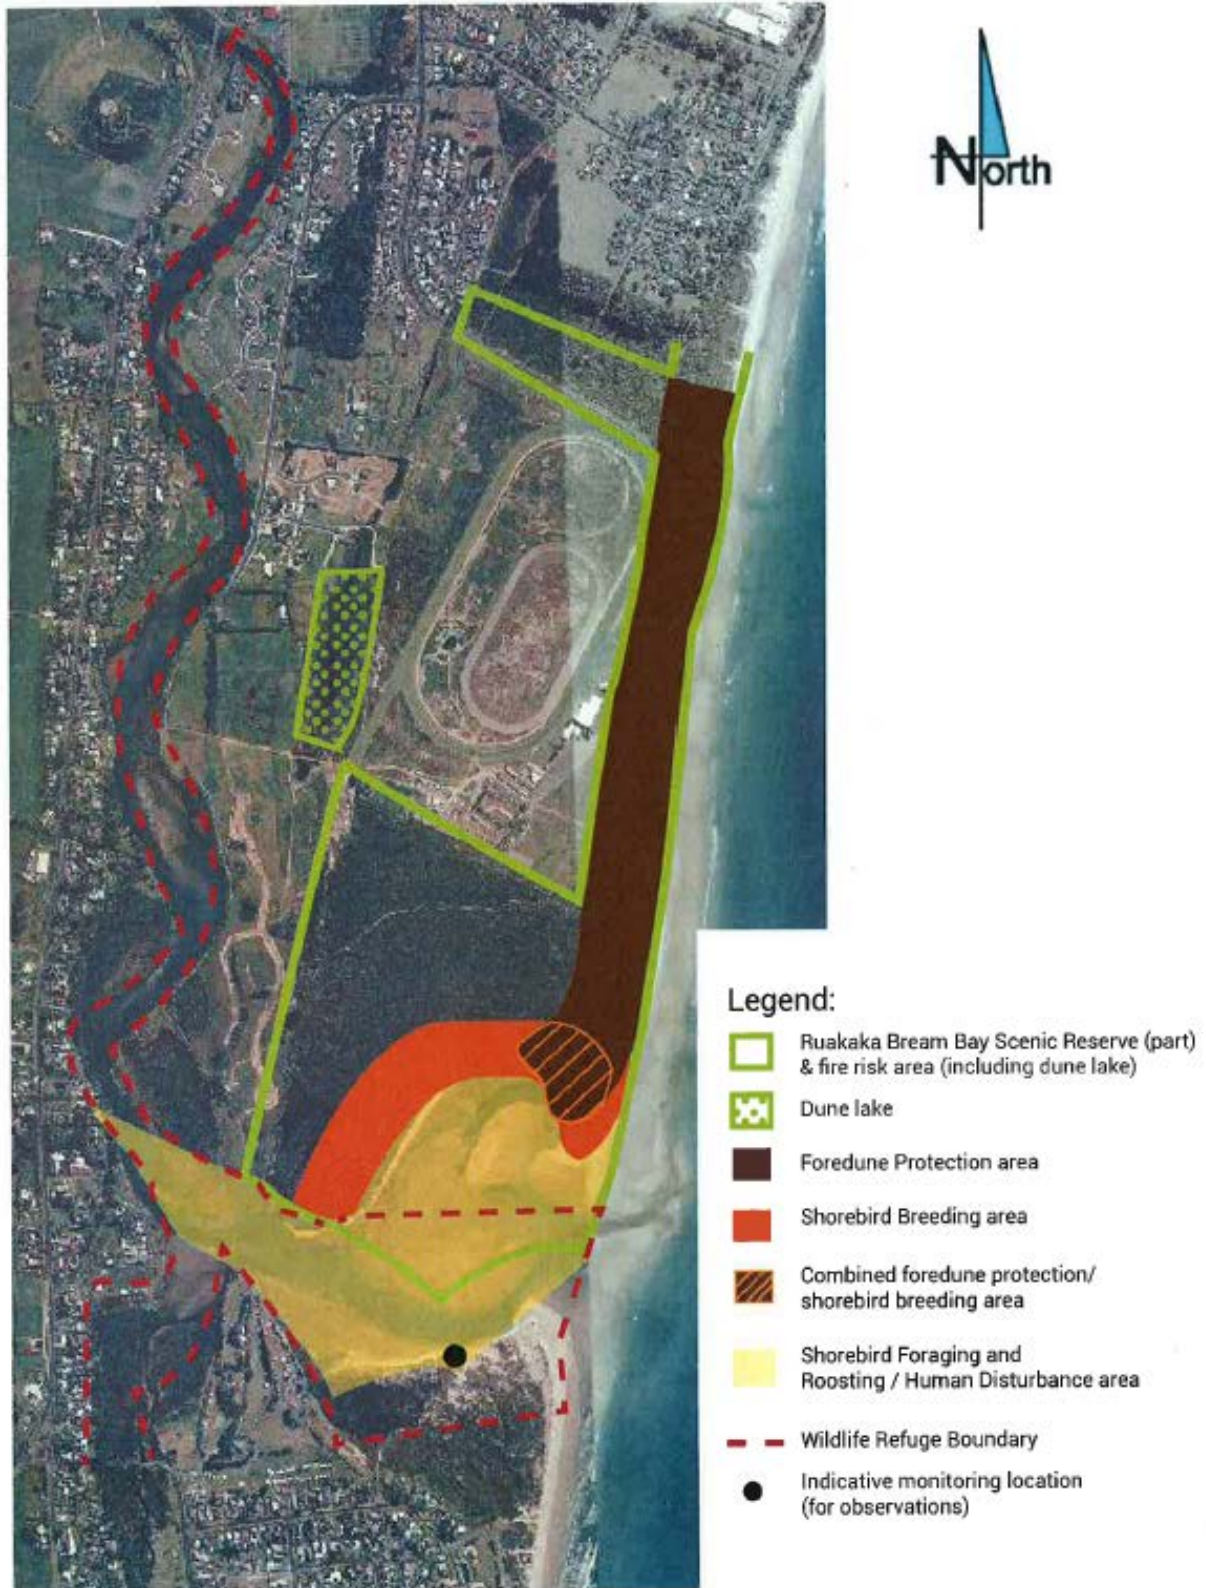 North
Legend:
Ruakaka Bream Bay Scenic Reserve (part)
& fire risk area (including dune lake)
Dune lake
Foredune Protection area
Shorebird Breeding area
Combined foredune protection/
shorebird breeding area
Shorebird Foraging and
Roosting / Human Disturbance area
Wildlife Refuge Boundary
Indicative monitoring location
(for observations)